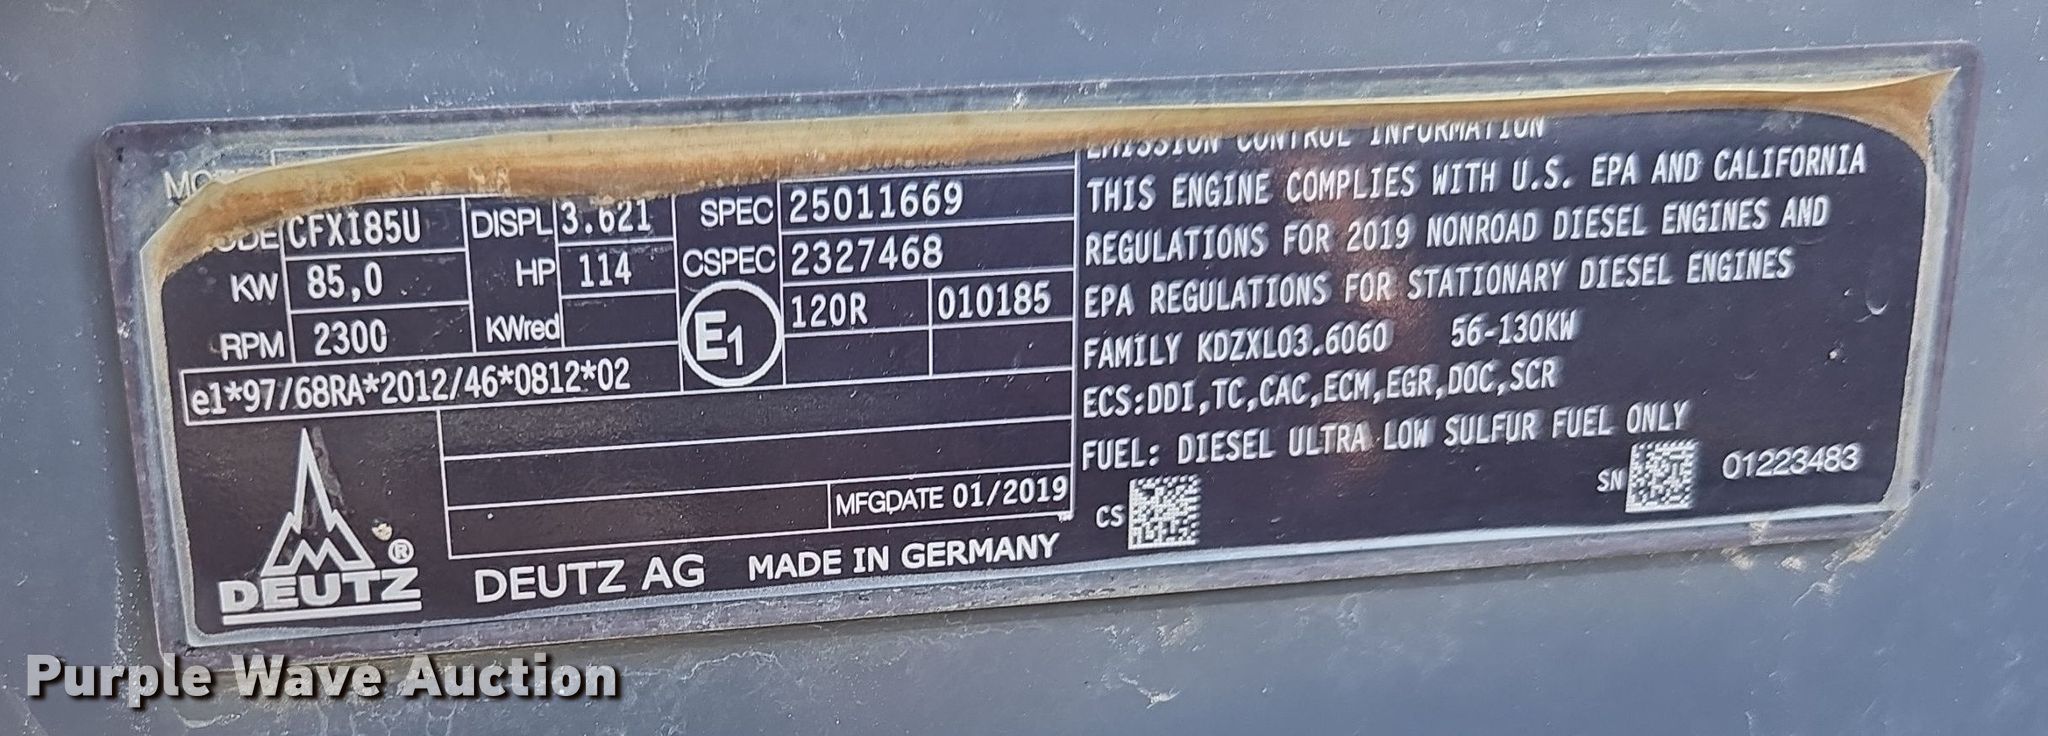 EMISSION CONTROL INFORMATION
CFXI85U DISPL 3.621 SPEC 25011669
KW 85,0 HP 114 CSPEC 2327468
RPM 2300 KWred E1 120R 010185
e1*97/68RA*2012/46*0812*02
THIS ENGINE COMPLIES WITH U.S. EPA AND CALIFORNIA
REGULATIONS FOR 2019 NONROAD DIESEL ENGINES AND
EPA REGULATIONS FOR STATIONARY DIESEL ENGINES
FAMILY KDZXL03.6060 56-130KW
ECS:DDI,TC,CAC,ECM,EGR,DOC,SCR
FUEL: DIESEL ULTRA LOW SULFUR FUEL ONLY
MFGDATE 01/2019
CS
SN 01223483
DEUTZ®
DEUTZ AG MADE IN GERMANY
Purple Wave Auction